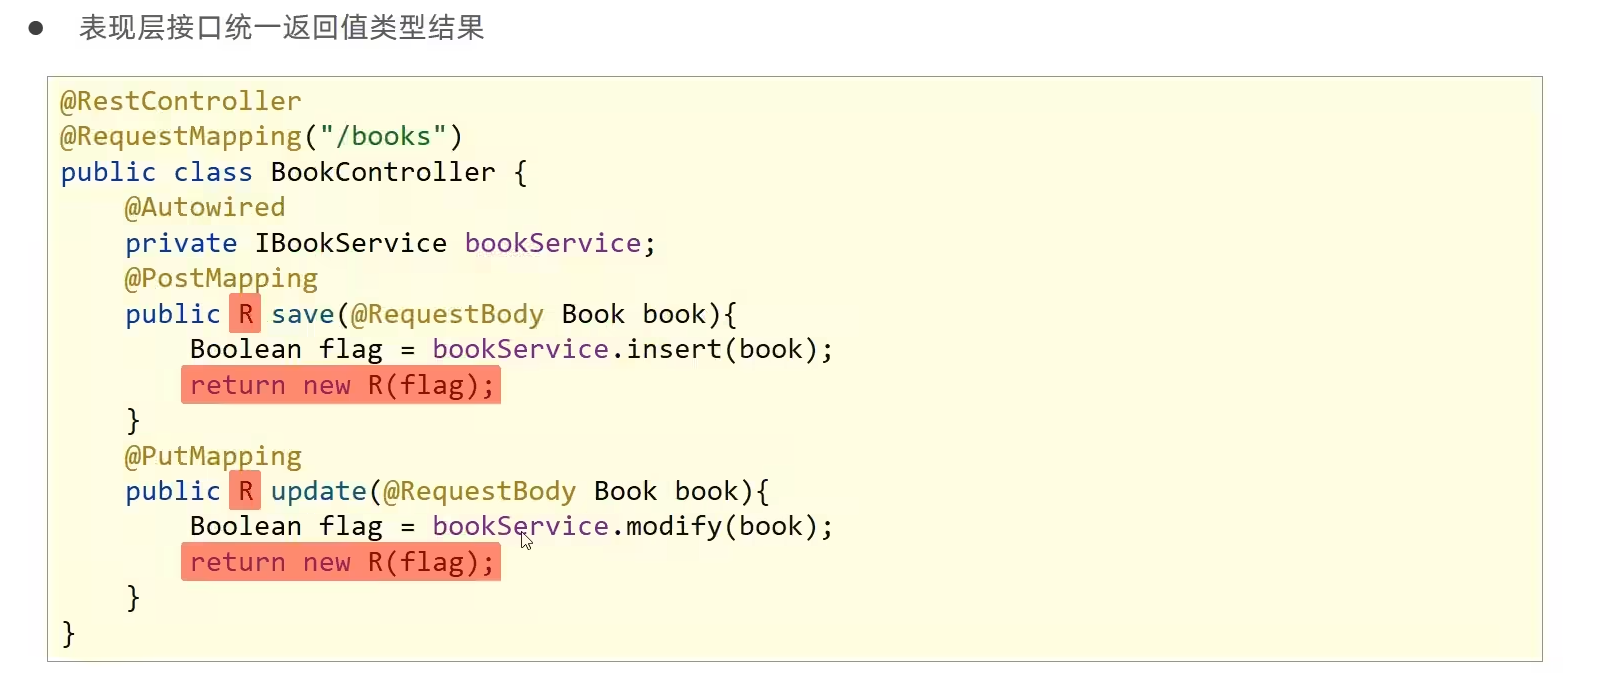 ● 表现层接口统一返回值类型结果
@RestController
@RequestMapping("/books")
public class BookController {
    @Autowired
    private IBookService bookService;
    @PostMapping
    public R save(@RequestBody Book book){
        Boolean flag = bookService.insert(book);
        return new R(flag);
    }
    @PutMapping
    public R update(@RequestBody Book book){
        Boolean flag = bookService.modify(book);
        return new R(flag);
    }
}